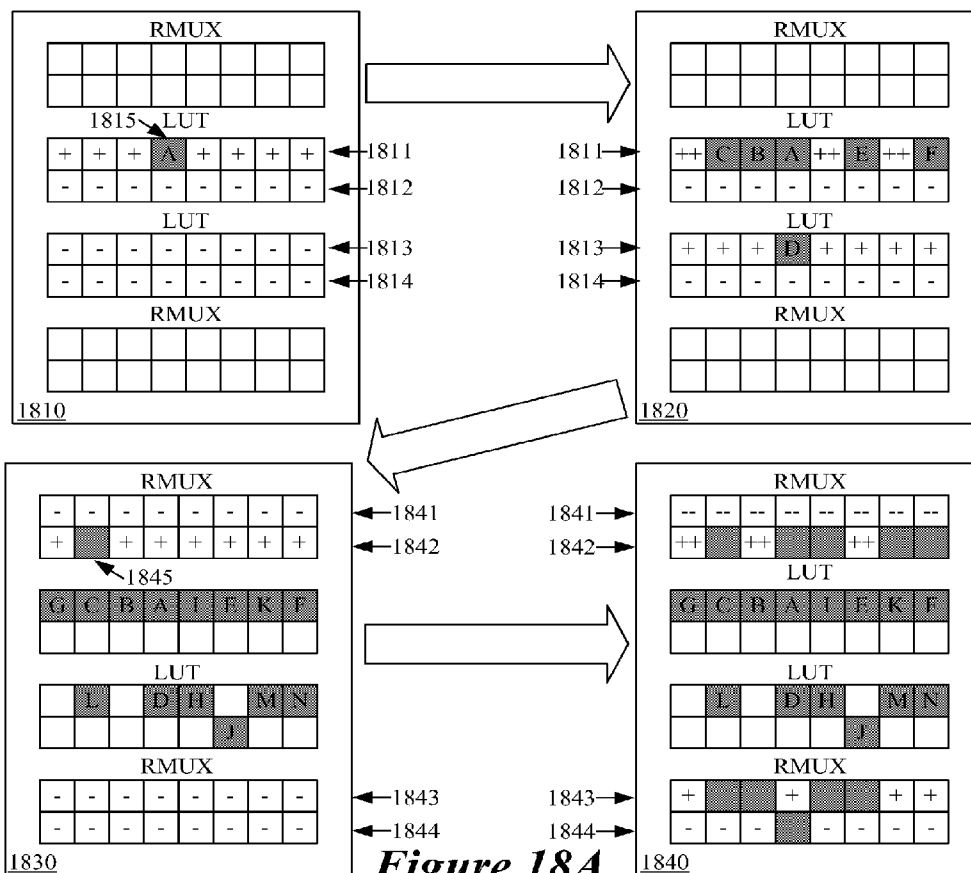 RMUX
1815
LUT
+ + + A + + + +
1811
- - - - - - - -
1812
LUT
- - - - - - - -
1813
- - - - - - - -
1814
RMUX
1810
RMUX
LUT
1811
++ C B A ++ E ++ F
1812
- - - - - - - -
LUT
1813
+ + + D + + + +
1814
- - - - - - - -
RMUX
1820
RMUX
- - - - - - - -
1841
+ + + + + + +
1842
1845
G C B A I E K F
LUT
L D H M N
J
RMUX
- - - - - - - -
1843
- - - - - - - -
1844
1830
RMUX
1841
-- -- -- -- -- -- -- --
1842
++ ++ ++
LUT
G C B A I E K F
LUT
L D H M N
J
RMUX
1843
+ + + +
1844
- - - - - - -
1840
Figure 18A